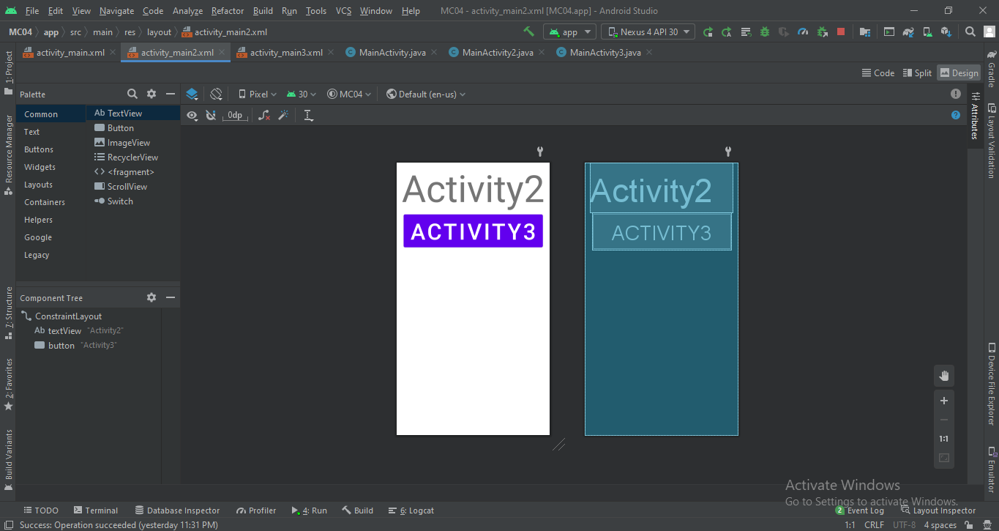 File Edit View Navigate Code Analyze Refactor Build Run Tools VCS Window Help MC04 - activity_main2.xml [MC04.app] - Android Studio
MC04 app src main res layout activity_main2.xml app Nexus 4 API 30
activity_main.xml activity_main2.xml activity_main3.xml MainActivity.java MainActivity2.java MainActivity3.java
Code Split Design
Palette Pixel 30 MC04 Default (en-us)
0dp
Common
Text
Buttons
Widgets
Layouts
Containers
Helpers
Google
Legacy
Ab TextView
Button
ImageView
RecyclerView
<fragment>
ScrollView
Switch
Component Tree
ConstraintLayout
Ab textView "Activity2"
button "Activity3"
Activity2
ACTIVITY3
Activity2
ACTIVITY3
1:1
1: Project
Resource Manager
7: Structure
2: Favorites
Build Variants
Attributes
Gradle
Layout Validation
Device File Explorer
Emulator
Activate Windows
Go to Settings to activate Windows.
TODO Terminal Database Inspector Profiler 4: Run Build 6: Logcat 2 Event Log Layout Inspector
Success: Operation succeeded (yesterday 11:31 PM) 1:1 CRLF UTF-8 4 spaces